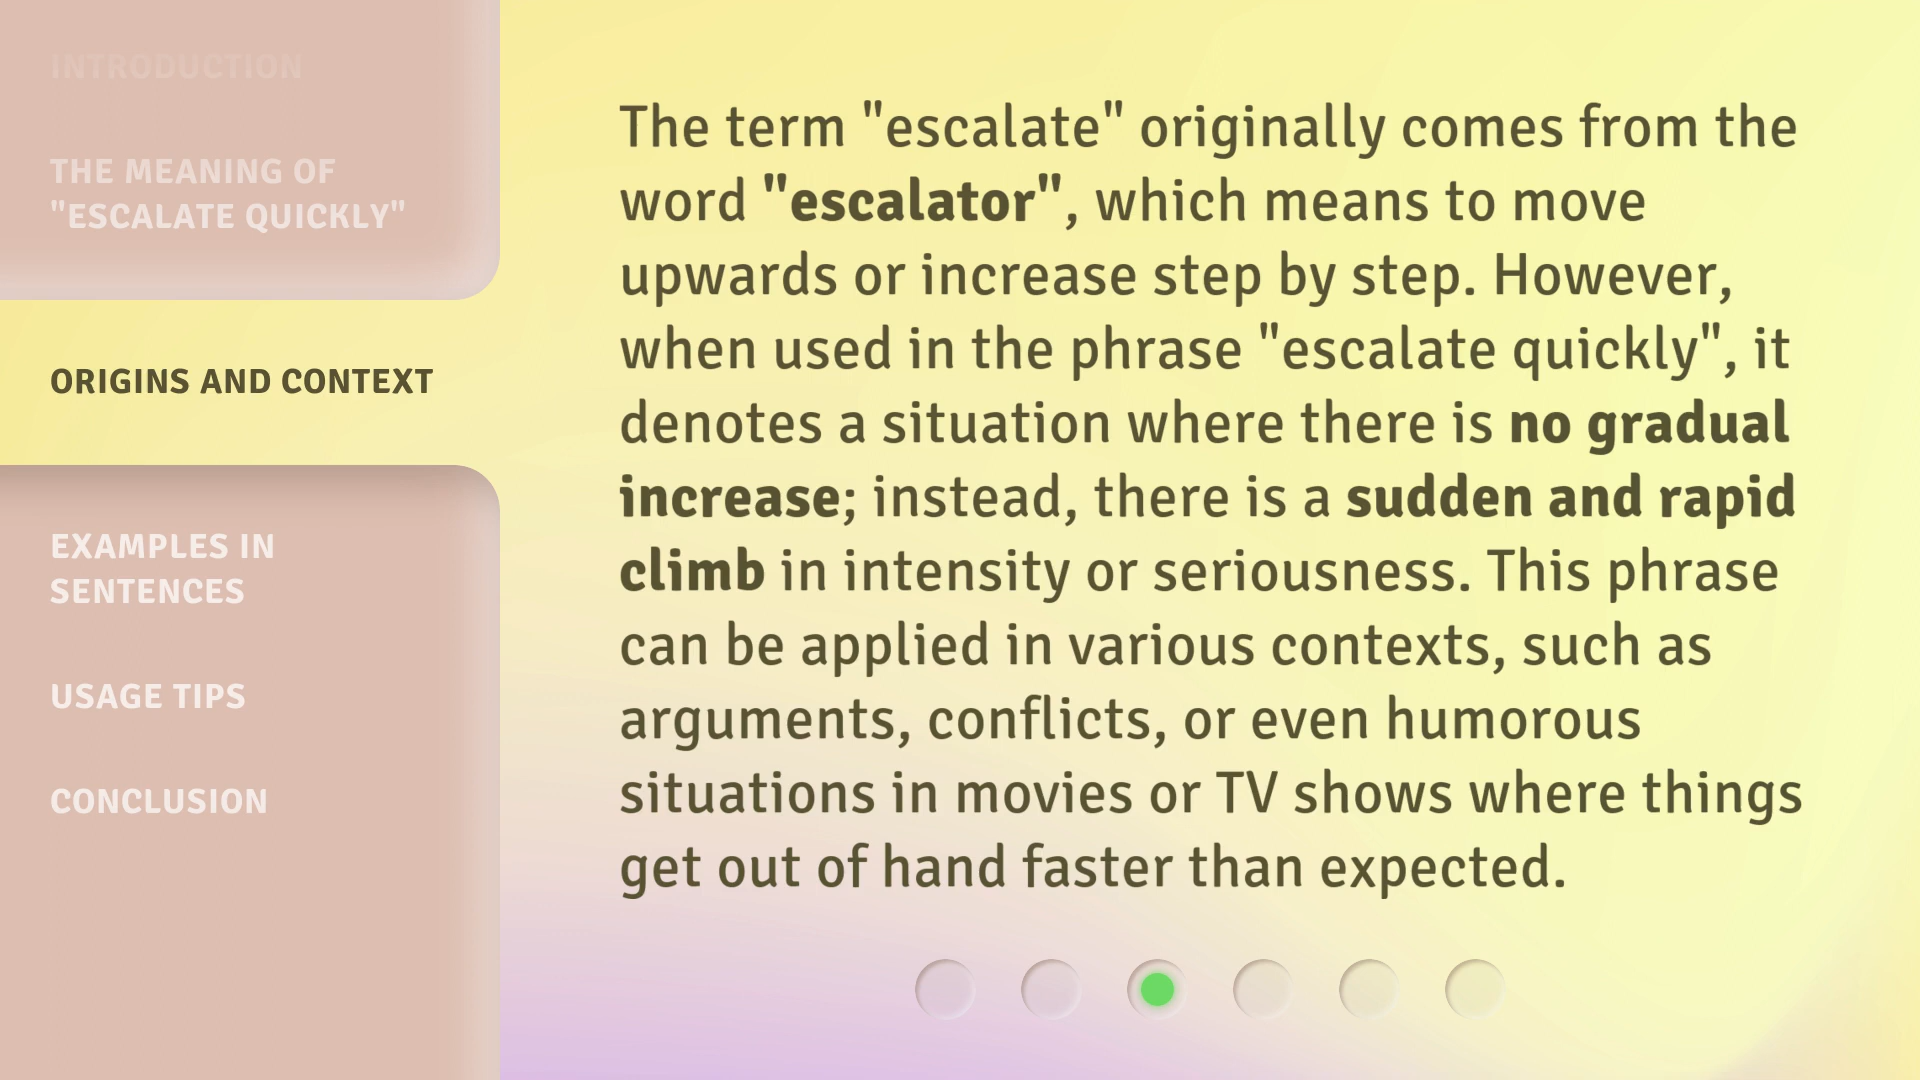 INTRODUCTION
THE MEANING OF
"ESCALATE QUICKLY"
ORIGINS AND CONTEXT
EXAMPLES IN
SENTENCES
USAGE TIPS
CONCLUSION
The term "escalate" originally comes from the
word "escalator", which means to move
upwards or increase step by step. However,
when used in the phrase "escalate quickly", it
denotes a situation where there is no gradual
increase; instead, there is a sudden and rapid
climb in intensity or seriousness. This phrase
can be applied in various contexts, such as
arguments, conflicts, or even humorous
situations in movies or TV shows where things
get out of hand faster than expected.